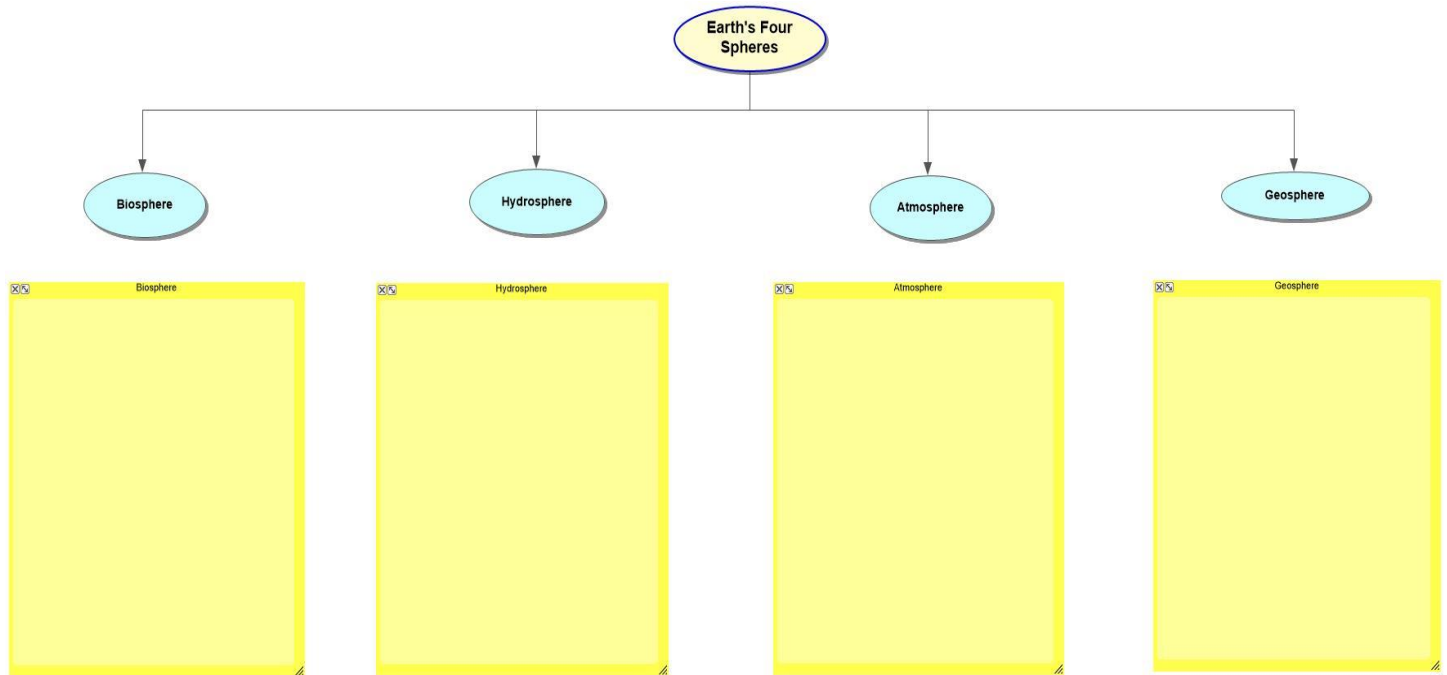 Earth's Four
Spheres
Biosphere
Hydrosphere
Atmosphere
Geosphere
Biosphere
Hydrosphere
Atmosphere
Geosphere